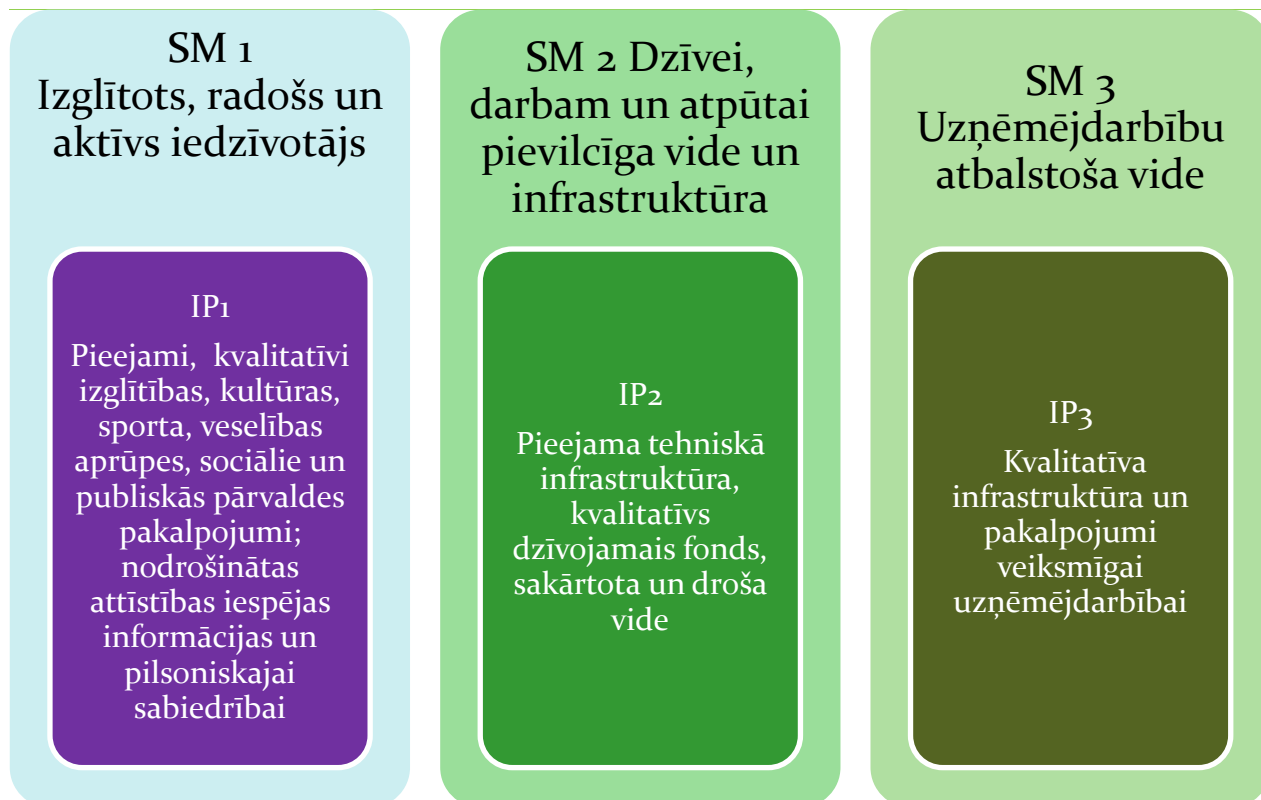 SM 1
Izglītots, radošs un
aktīvs iedzīvotājs
IP1
Pieejami, kvalitatīvi
izglītības, kultūras,
sporta, veselības
aprūpes, sociālie un
publiskās pārvaldes
pakalpojumi;
nodrošinātas
attīstības iespējas
informācijas un
pilsoniskajai
sabiedrībai
SM 2 Dzīvei,
darbam un atpūtai
pievilcīga vide un
infrastruktūra
IP2
Pieejama tehniskā
infrastruktūra,
kvalitatīvs
dzīvojamais fonds,
sakārtota un droša
vide
SM 3
Uzņēmējdarbību
atbalstoša vide
IP3
Kvalitatīva
infrastruktūra un
pakalpojumi
veiksmīgai
uzņēmējdarbībai